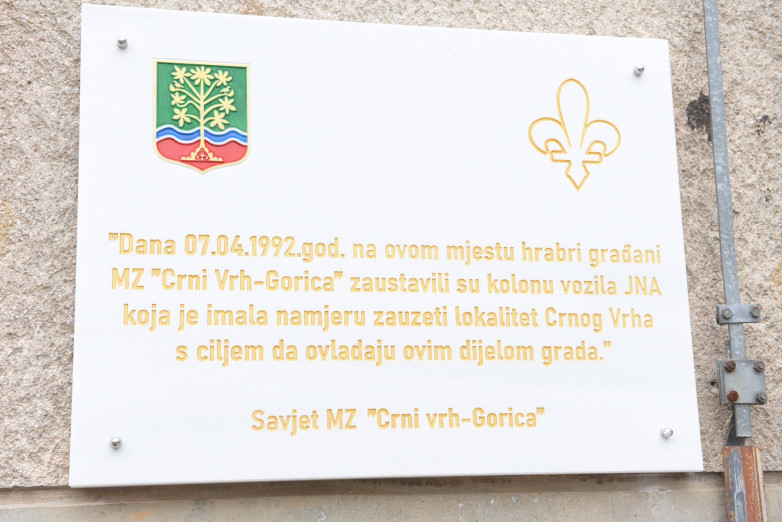 "Dana 07.04.1992.god. na ovom mjestu hrabri građani
MZ "Crni Vrh-Gorica" zaustavili su kolonu vozila JNA
koja je imala namjeru zauzeti lokalitet Crnog Vrha
s ciljem da ovladaju ovim dijelom grada."
Savjet MZ "Crni vrh-Gorica"